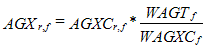 AGX r,f = AGXC r,f * WAGT f / WAGXC f